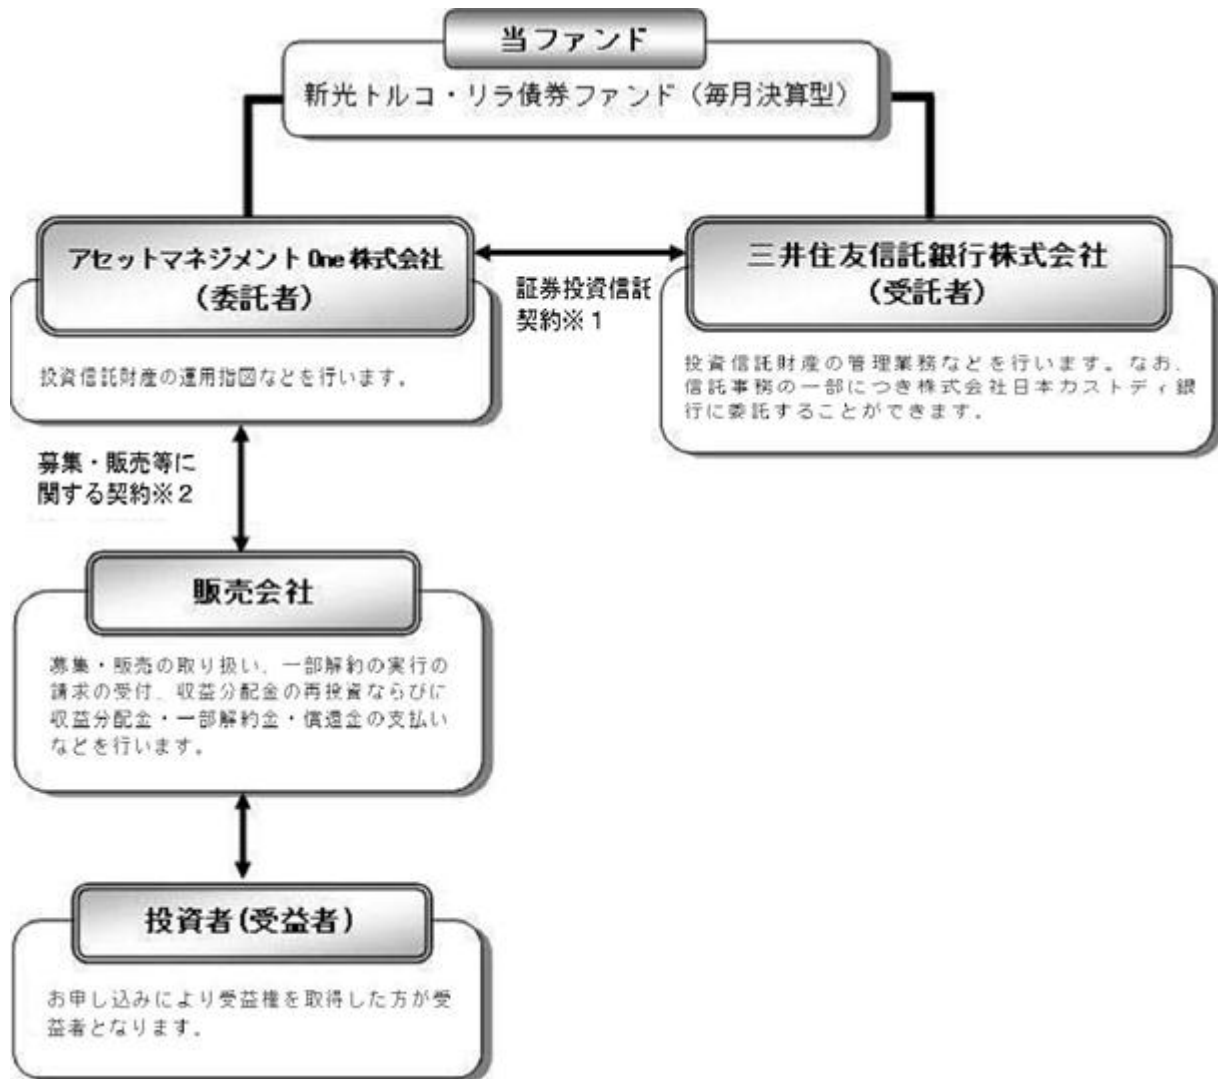 当ファンド
新光トルコ・リラ債券ファンド（毎月決算型）
アセットマネジメントOne株式会社
（委託者）
投資信託財産の運用指図などを行います。
証券投資信託
契約※1
三井住友信託銀行株式会社
（受託者）
投資信託財産の管理業務などを行います。なお、
信託事務の一部につき株式会社日本カストディ銀
行に委託することができます。
募集・販売等に
関する契約※2
販売会社
募集・販売の取り扱い、一部解約の実行の
請求の受付、収益分配金の再投資ならびに
収益分配金・一部解約金・償還金の支払い
などを行います。
投資者(受益者)
お申し込みにより受益権を取得した方が受
益者となります。